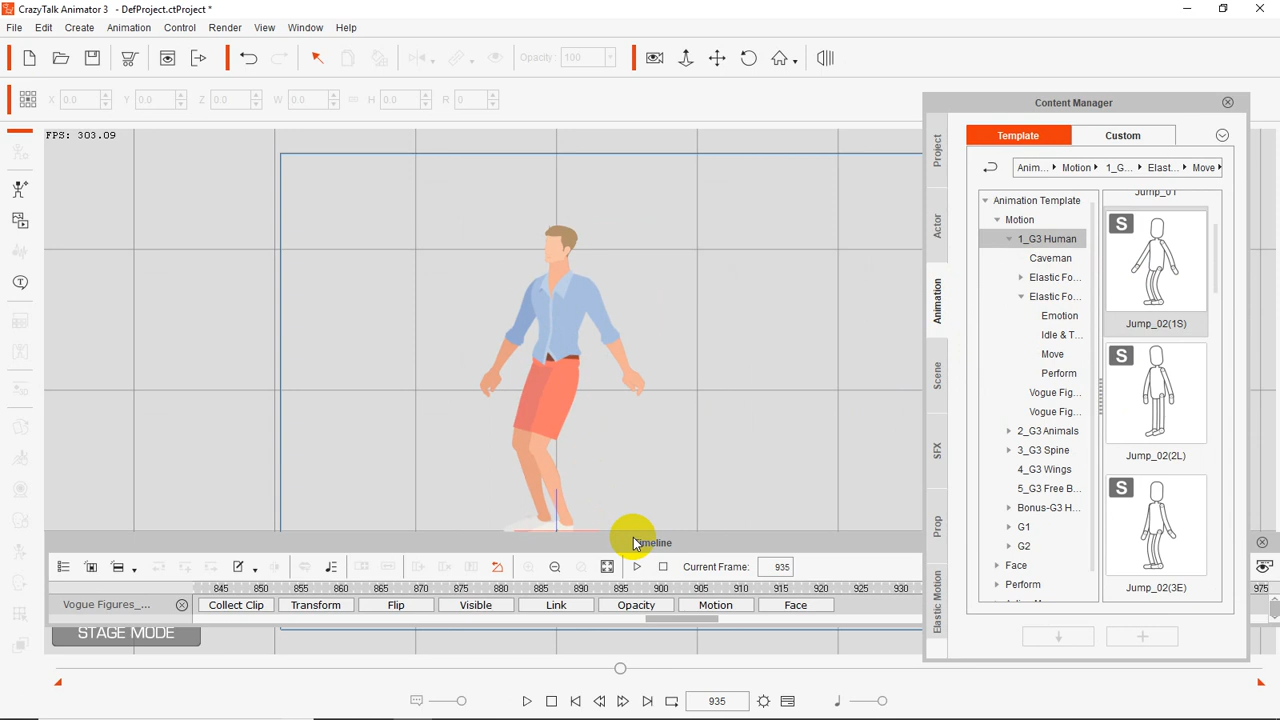 CrazyTalk Animator 3 - DefProject.ctProject *
File Edit Create Animation Control Render View Window Help
Opacity : 100
X 0.0 Y 0.0 Z 0.0 W 0.0 H 0.0 R 0
FPS: 303.09
Content Manager
Template Custom
Anim... Motion 1_G... Elast... Move
Project
Actor
Animation
Scene
SFX
Prop
Elastic Motion
Animation Template
Motion
1_G3 Human
Caveman
Elastic Fo...
Elastic Fo...
Emotion
Idle & T...
Move
Perform
Vogue Fig...
Vogue Fig...
2_G3 Animals
3_G3 Spine
4_G3 Wings
5_G3 Free B...
Bonus-G3 H...
G1
G2
Face
Perform
Jump_01
S
Jump_02(1S)
S
Jump_02(2L)
S
Jump_02(3E)
Timeline
Current Frame: 935
845 850 855 860 865 870 875 880 885 890 895 900 905 910 915 920 925 930 975
Vogue Figures_... Collect Clip Transform Flip Visible Link Opacity Motion Face
STAGE MODE
935